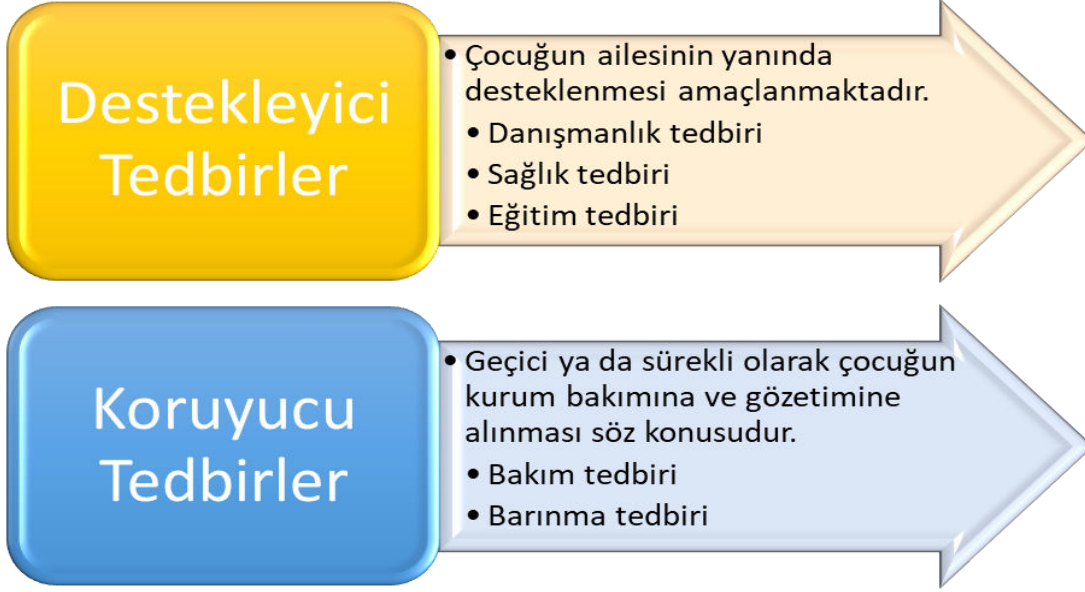 Destekleyici
Tedbirler
• Çocuğun ailesinin yanında
desteklenmesi amaçlanmaktadır.
• Danışmanlık tedbiri
• Sağlık tedbiri
• Eğitim tedbiri
Koruyucu
Tedbirler
• Geçici ya da sürekli olarak çocuğun
kurum bakımına ve gözetimine
alınması söz konusudur.
• Bakım tedbiri
• Barınma tedbiri